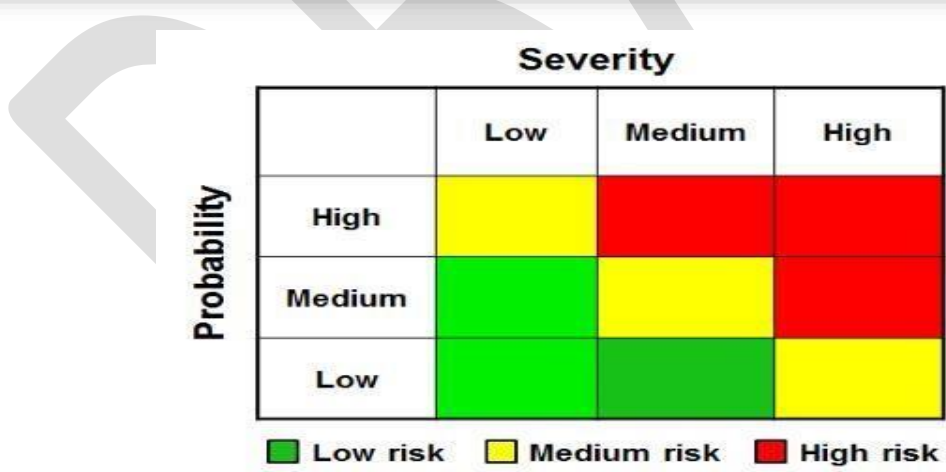 Severity
Low Medium High
Probability
High
Medium
Low
Low risk Medium risk High risk